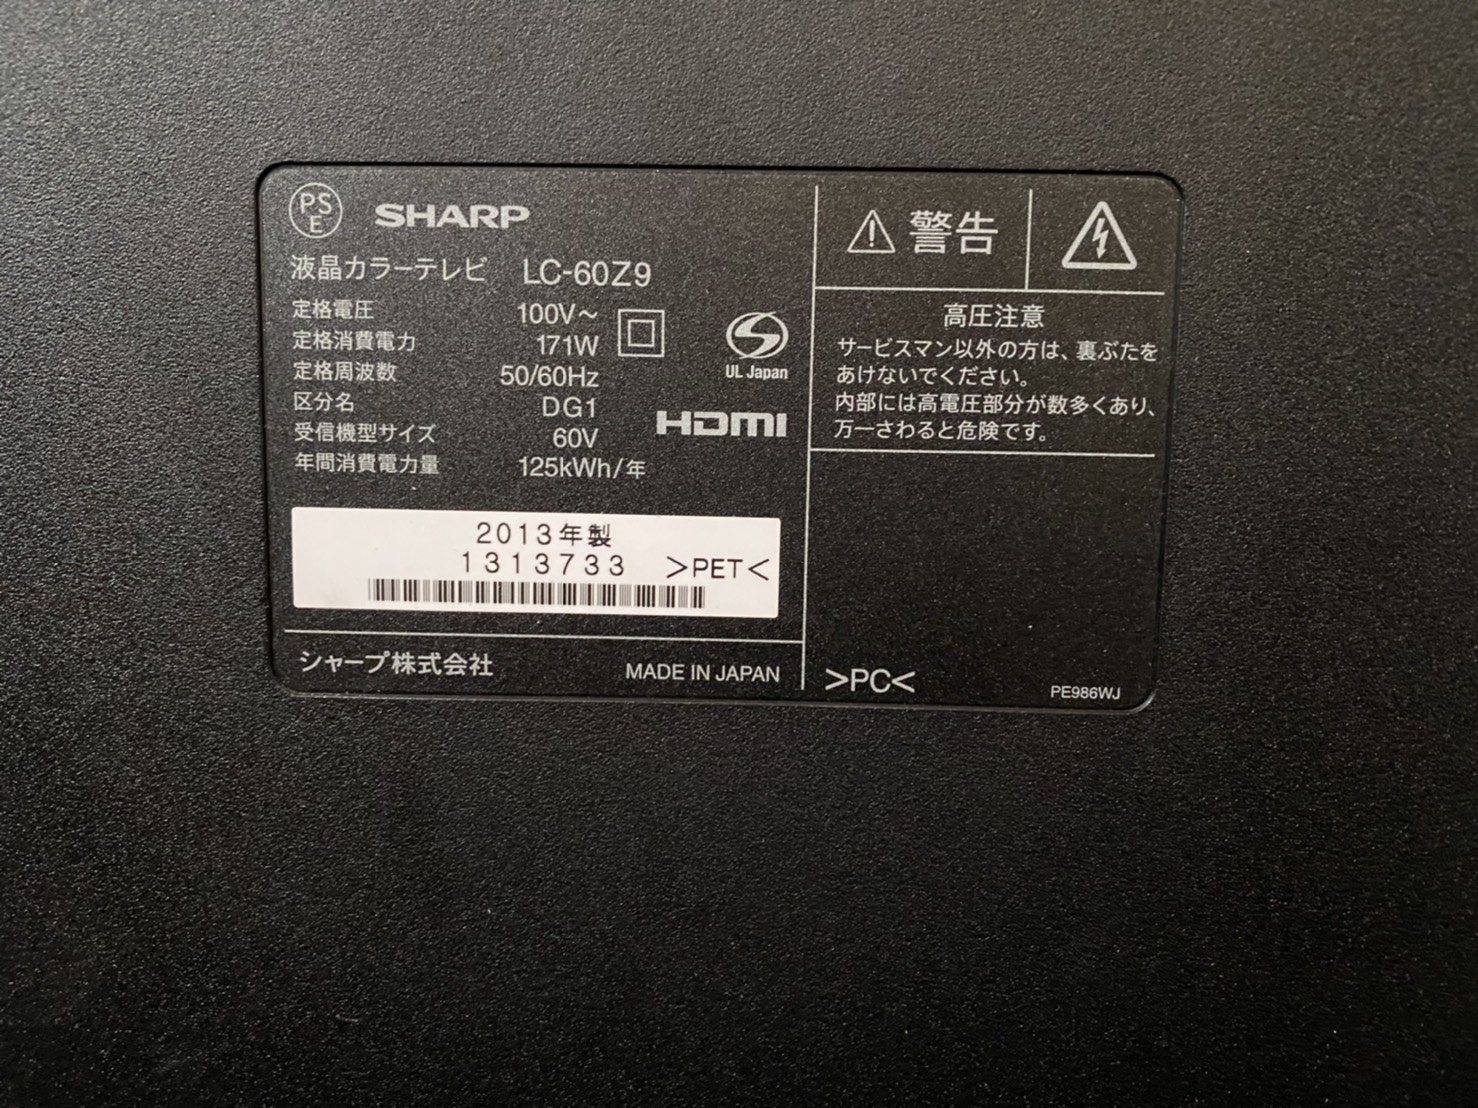 PSE
SHARP
液晶カラーテレビ LC-60Z9
定格電圧 100V～
定格消費電力 171W
定格周波数 50/60Hz
区分名 DG1
受信機型サイズ 60V
年間消費電力量 125kWh/年
UL Japan
HDMI
2013年製
1313733 >PET<
シャープ株式会社 MADE IN JAPAN
警告
高圧注意
サービスマン以外の方は、裏ぶたを
あけないでください。
内部には高電圧部分が数多くあり、
万一さわると危険です。
>PC<
PE986WJ